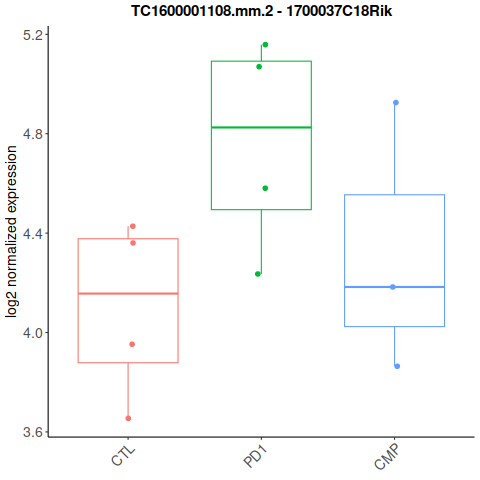 TC1600001108.mm.2 - 1700037C18Rik
log2 normalized expression
5.2
4.8
4.4
4.0
3.6
CTL
PD1
CMP